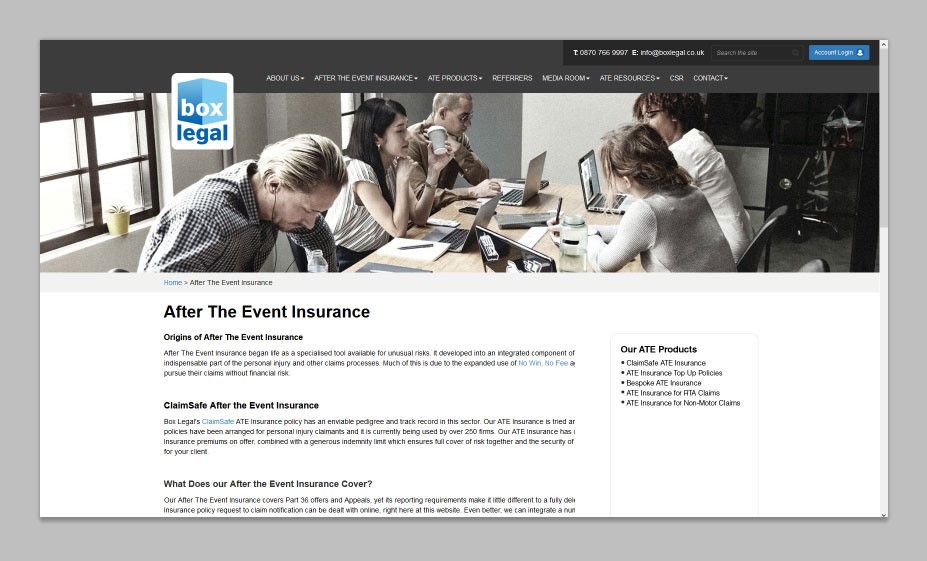 T: 0870 766 9997 E: info@boxlegal.co.uk Search the site Account Login
ABOUT US AFTER THE EVENT INSURANCE ATE PRODUCTS REFERRERS MEDIA ROOM ATE RESOURCES CSR CONTACT
box
legal
Home > After The Event Insurance
After The Event Insurance
Origins of After The Event Insurance
After The Event Insurance began life as a specialised tool available for unusual risks. It developed into an integrated component of
indispensable part of the personal injury and other claims processes. Much of this is due to the expanded use of No Win, No Fee
pursue their claims without financial risk.
ClaimSafe After the Event Insurance
Box Legal's ClaimSafe ATE Insurance policy has an enviable pedigree and track record in this sector. Our ATE Insurance is tried
policies have been arranged for personal injury claimants and it is currently being used by over 250 firms. Our ATE Insurance has
Insurance premiums on offer, combined with a generous indemnity limit which ensures full cover of risk together and the security of
for your client.
What Does our After the Event Insurance Cover?
Our After The Event Insurance covers Part 36 offers and Appeals, yet its reporting requirements make it little different to a fully
Insurance policy request to claim notification can be dealt with online, right here at this website. Even better, we can integrate a
Our ATE Products
• ClaimSafe ATE Insurance
• ATE Insurance Top Up Policies
• Bespoke ATE Insurance
• ATE Insurance for RTA Claims
• ATE Insurance for Non-Motor Claims